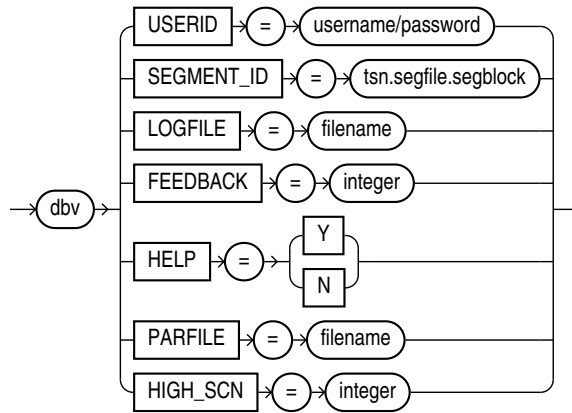 USERID = username/password
SEGMENT_ID = tsn.segfile.segblock
LOGFILE = filename
FEEDBACK = integer
dbv
Y
HELP =
N
PARFILE = filename
HIGH_SCN = integer